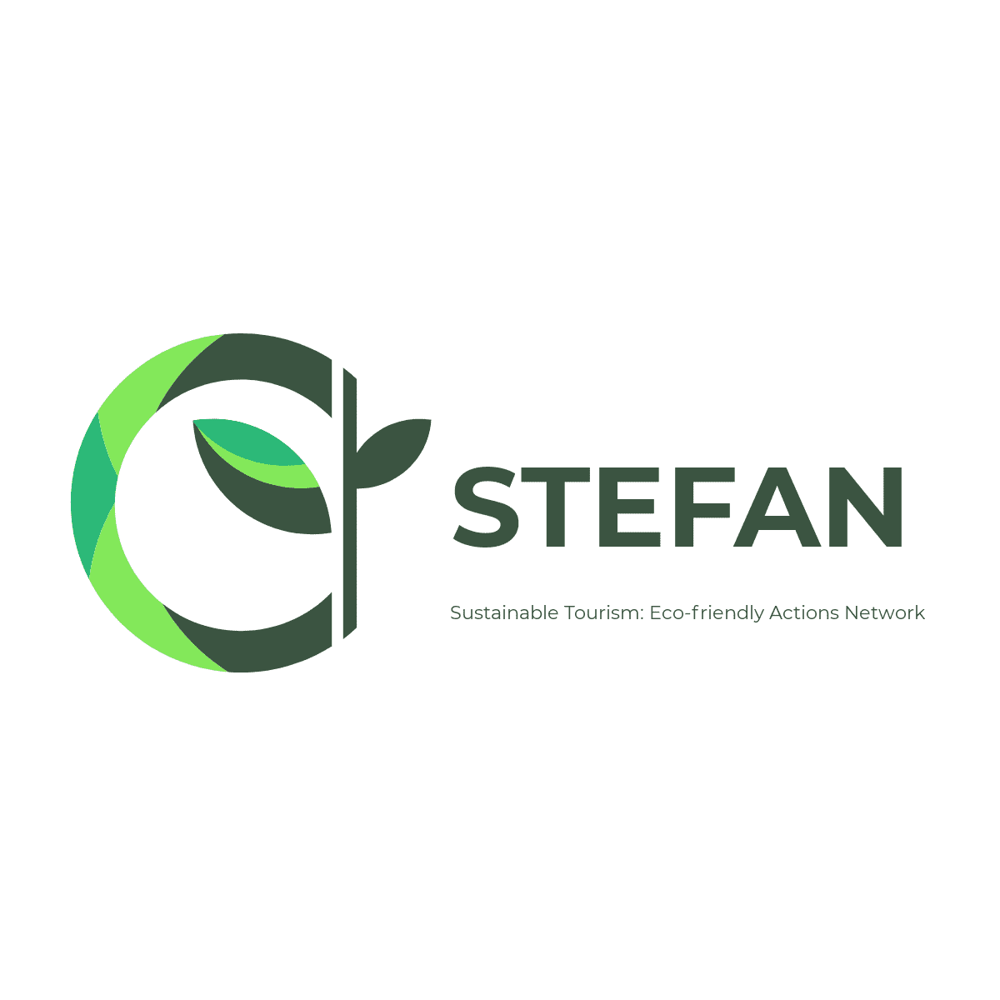 STEFAN
Sustainable Tourism: Eco-friendly Actions Network